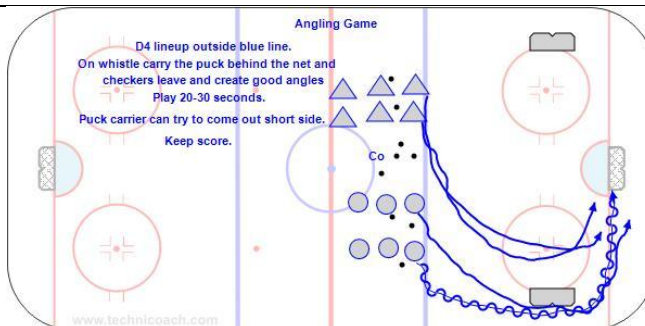 Angling Game
D4 lineup outside blue line.
On whistle carry the puck behind the net and
checkers leave and create good angles
Play 20-30 seconds.
Puck carrier can try to come out short side.
Keep score.
Co
www.technicoach.com